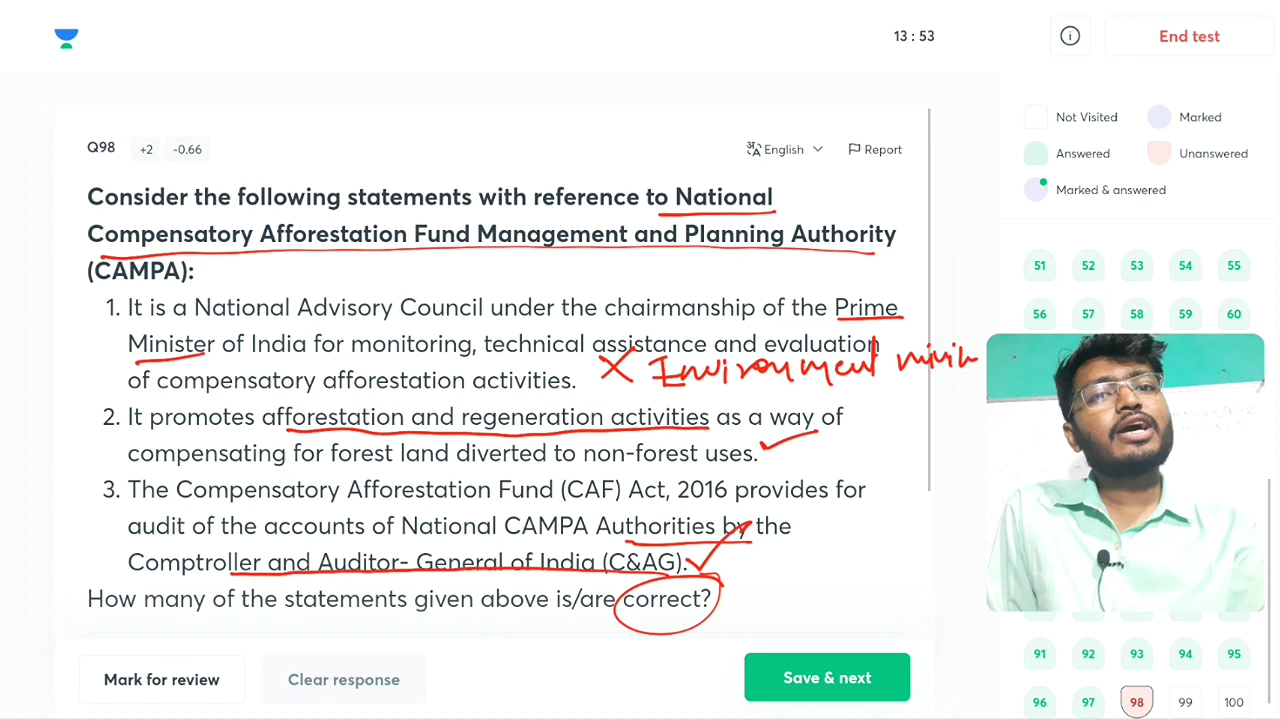 13 : 53
End test
Q98
+2
-0.66
English
Report
Consider the following statements with reference to National
Compensatory Afforestation Fund Management and Planning Authority
(CAMPA):
1. It is a National Advisory Council under the chairmanship of the Prime
Minister of India for monitoring, technical assistance and evaluation
of compensatory afforestation activities.
Environment
2. It promotes afforestation and regeneration activities as a way of
compensating for forest land diverted to non-forest uses.
3. The Compensatory Afforestation Fund (CAF) Act, 2016 provides for
audit of the accounts of National CAMPA Authorities by the
Comptroller and Auditor- General of India (C&AG).
How many of the statements given above is/are correct?
Mark for review
Clear response
Save & next
Not Visited
Marked
Answered
Unanswered
Marked & answered
51 52 53 54 55
56 57 58 59 60
91 92 93 94 95
96 97 98 99 100